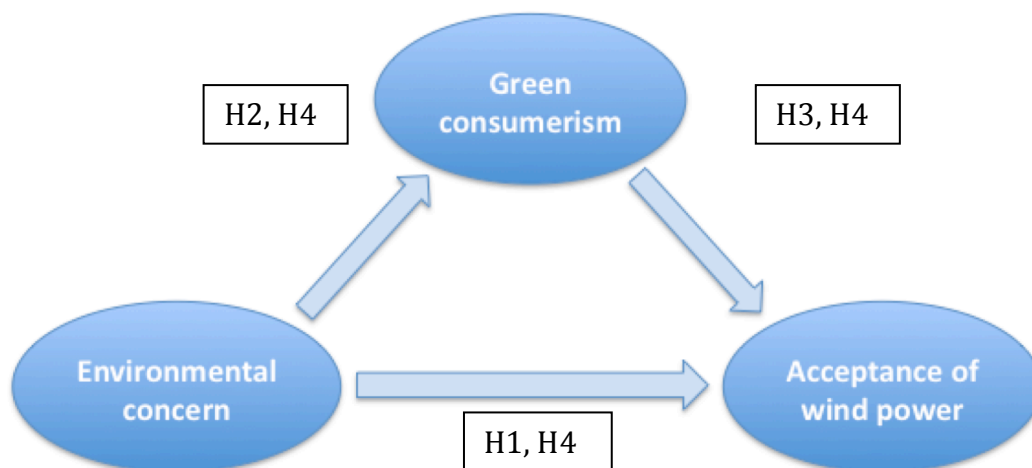 Green
consumerism
H2, H4
H3, H4
Environmental
concern
Acceptance of
wind power
H1, H4